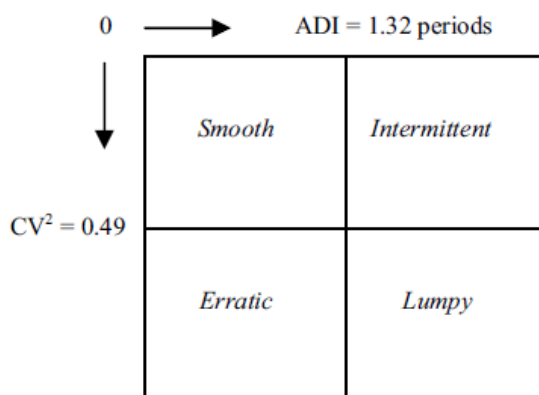 0 ADI = 1.32 periods
Smooth Intermittent
CV² = 0.49
Erratic Lumpy